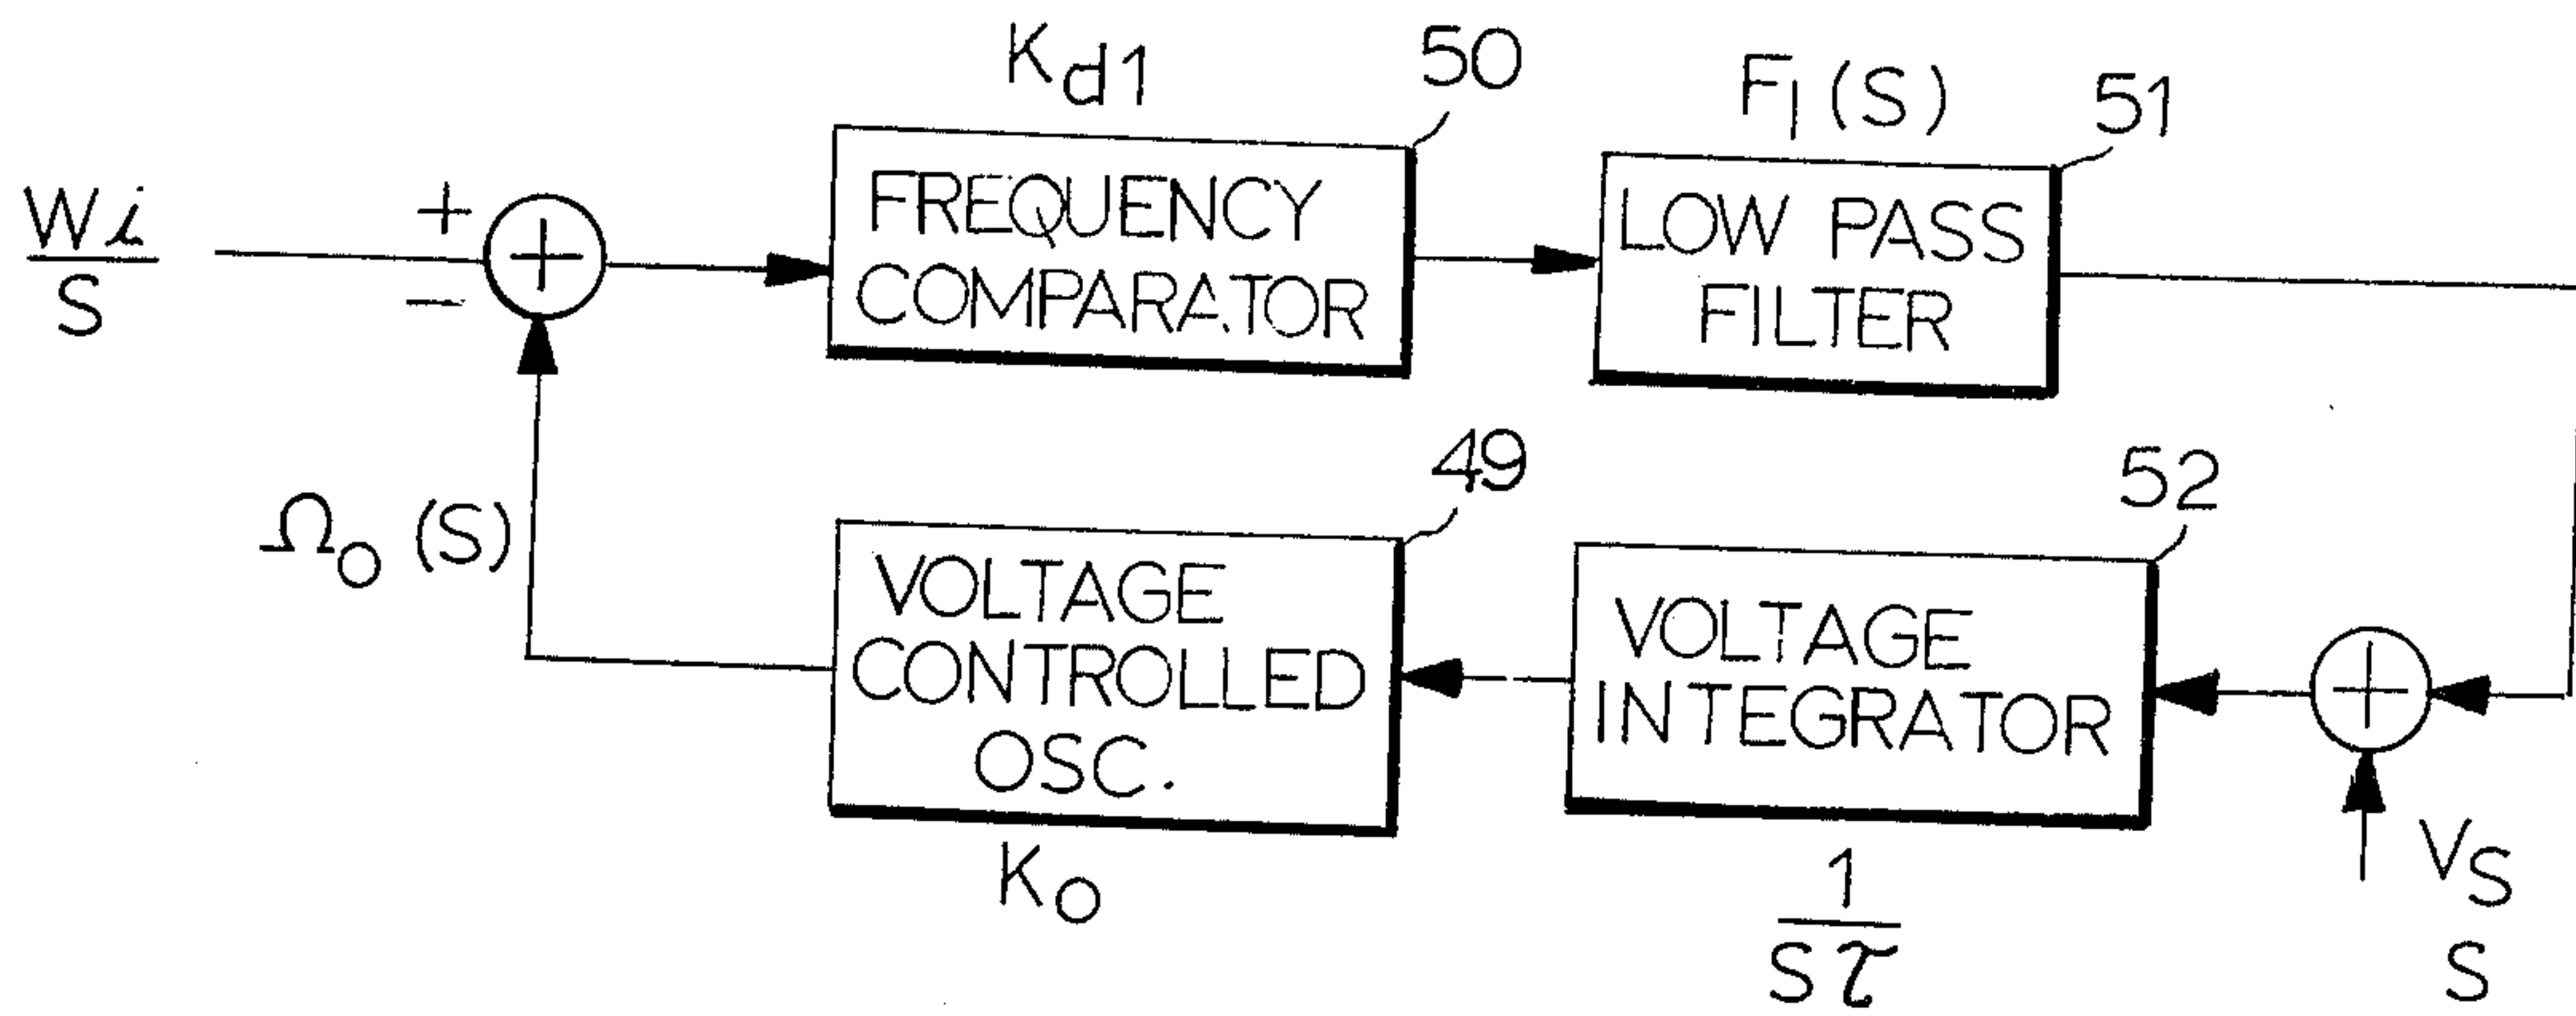 Kd1
50
F1(S)
51
Wi
S
+
−
+
FREQUENCY
COMPARATOR
LOW PASS
FILTER
Ωo (S)
49
52
VOLTAGE
CONTROLLED
OSC.
VOLTAGE
INTEGRATOR
+
Ko
1
Sτ
VS
S